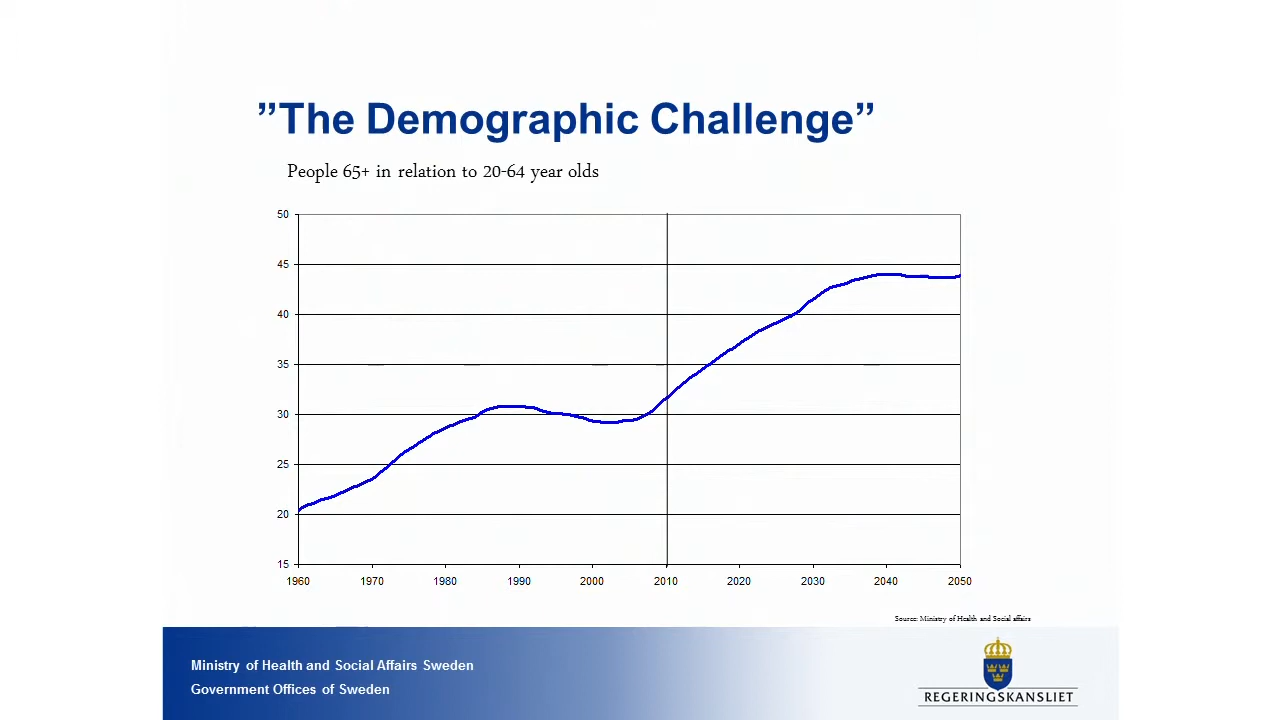 ”The Demographic Challenge”
People 65+ in relation to 20-64 year olds
50
45
40
35
30
25
20
15
1960 1970 1980 1990 2000 2010 2020 2030 2040 2050
Source: Ministry of Health and Social affairs
Ministry of Health and Social Affairs Sweden
Government Offices of Sweden
REGERINGSKANSLIET